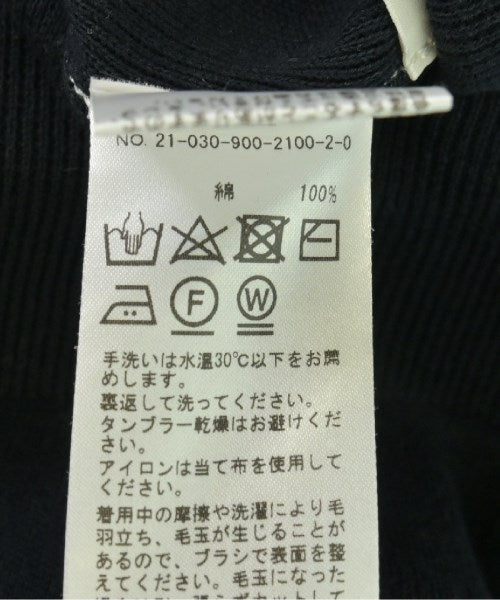 NO. 21-030-900-2100-2-0
綿 100%
F W
手洗いは水温30℃以下をお薦
めします。
裏返して洗ってください。
タンブラー乾燥はお避けくだ
さい。
アイロンは当て布を使用して
ください。
着用中の摩擦や洗濯により毛
羽立ち、毛玉が生じることが
あるので、ブラシで表面を整
えてください。毛玉になった